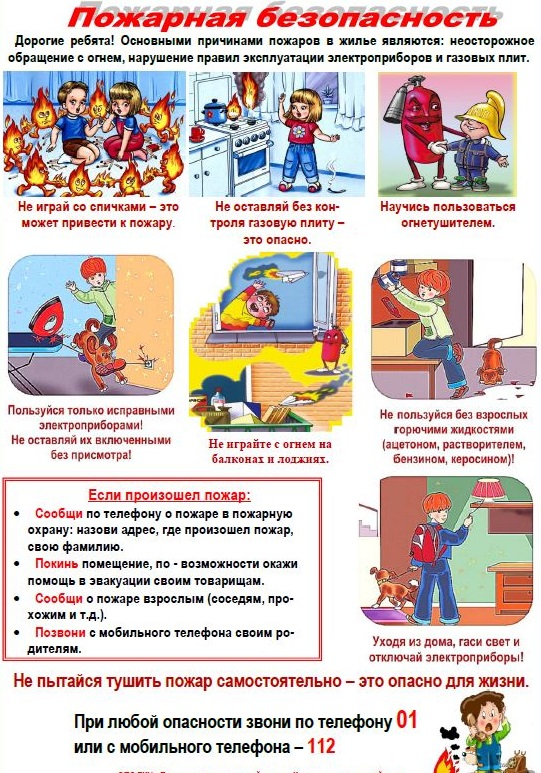 Пожарная безопасность
Дорогие ребята! Основными причинами пожаров в жилье являются: неосторожное
обращение с огнем, нарушение правил эксплуатации электроприборов и газовых плит.
Не играй со спичками – это
может привести к пожару.
Не оставляй без кон-
троля газовую плиту –
это опасно.
Научись пользоваться
огнетушителем.
Пользуйся только исправными
электроприборами!
Не оставляй их включенными
без присмотра!
Не играйте с огнем на
балконах и лоджиях.
Не пользуйся без взрослых
горючими жидкостями
(ацетоном, растворителем,
бензином, керосином)!
Если произошел пожар:
• Сообщи по телефону о пожаре в пожарную
охрану: назови адрес, где произошел пожар,
свою фамилию.
• Покинь помещение, по - возможности окажи
помощь в эвакуации своим товарищам.
• Сообщи о пожаре взрослым (соседям, про-
хожим и т.д.).
• Позвони с мобильного телефона своим ро-
дителям.
Уходя из дома, гаси свет и
отключай электроприборы!
Не пытайся тушить пожар самостоятельно – это опасно для жизни.
При любой опасности звони по телефону 01
или с мобильного телефона – 112